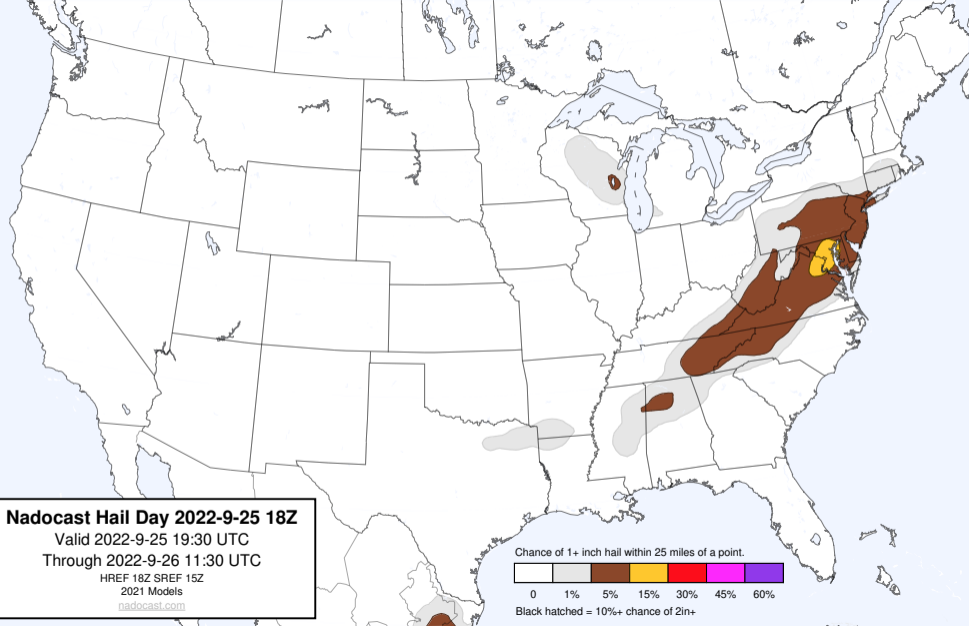 Nadocast Hail Day 2022-9-25 18Z
Valid 2022-9-25 19:30 UTC
Through 2022-9-26 11:30 UTC
HREF 18Z SREF 15Z
2021 Models
nadocast.com
Chance of 1+ inch hail within 25 miles of a point.
0 1% 5% 15% 30% 45% 60%
Black hatched = 10%+ chance of 2in+